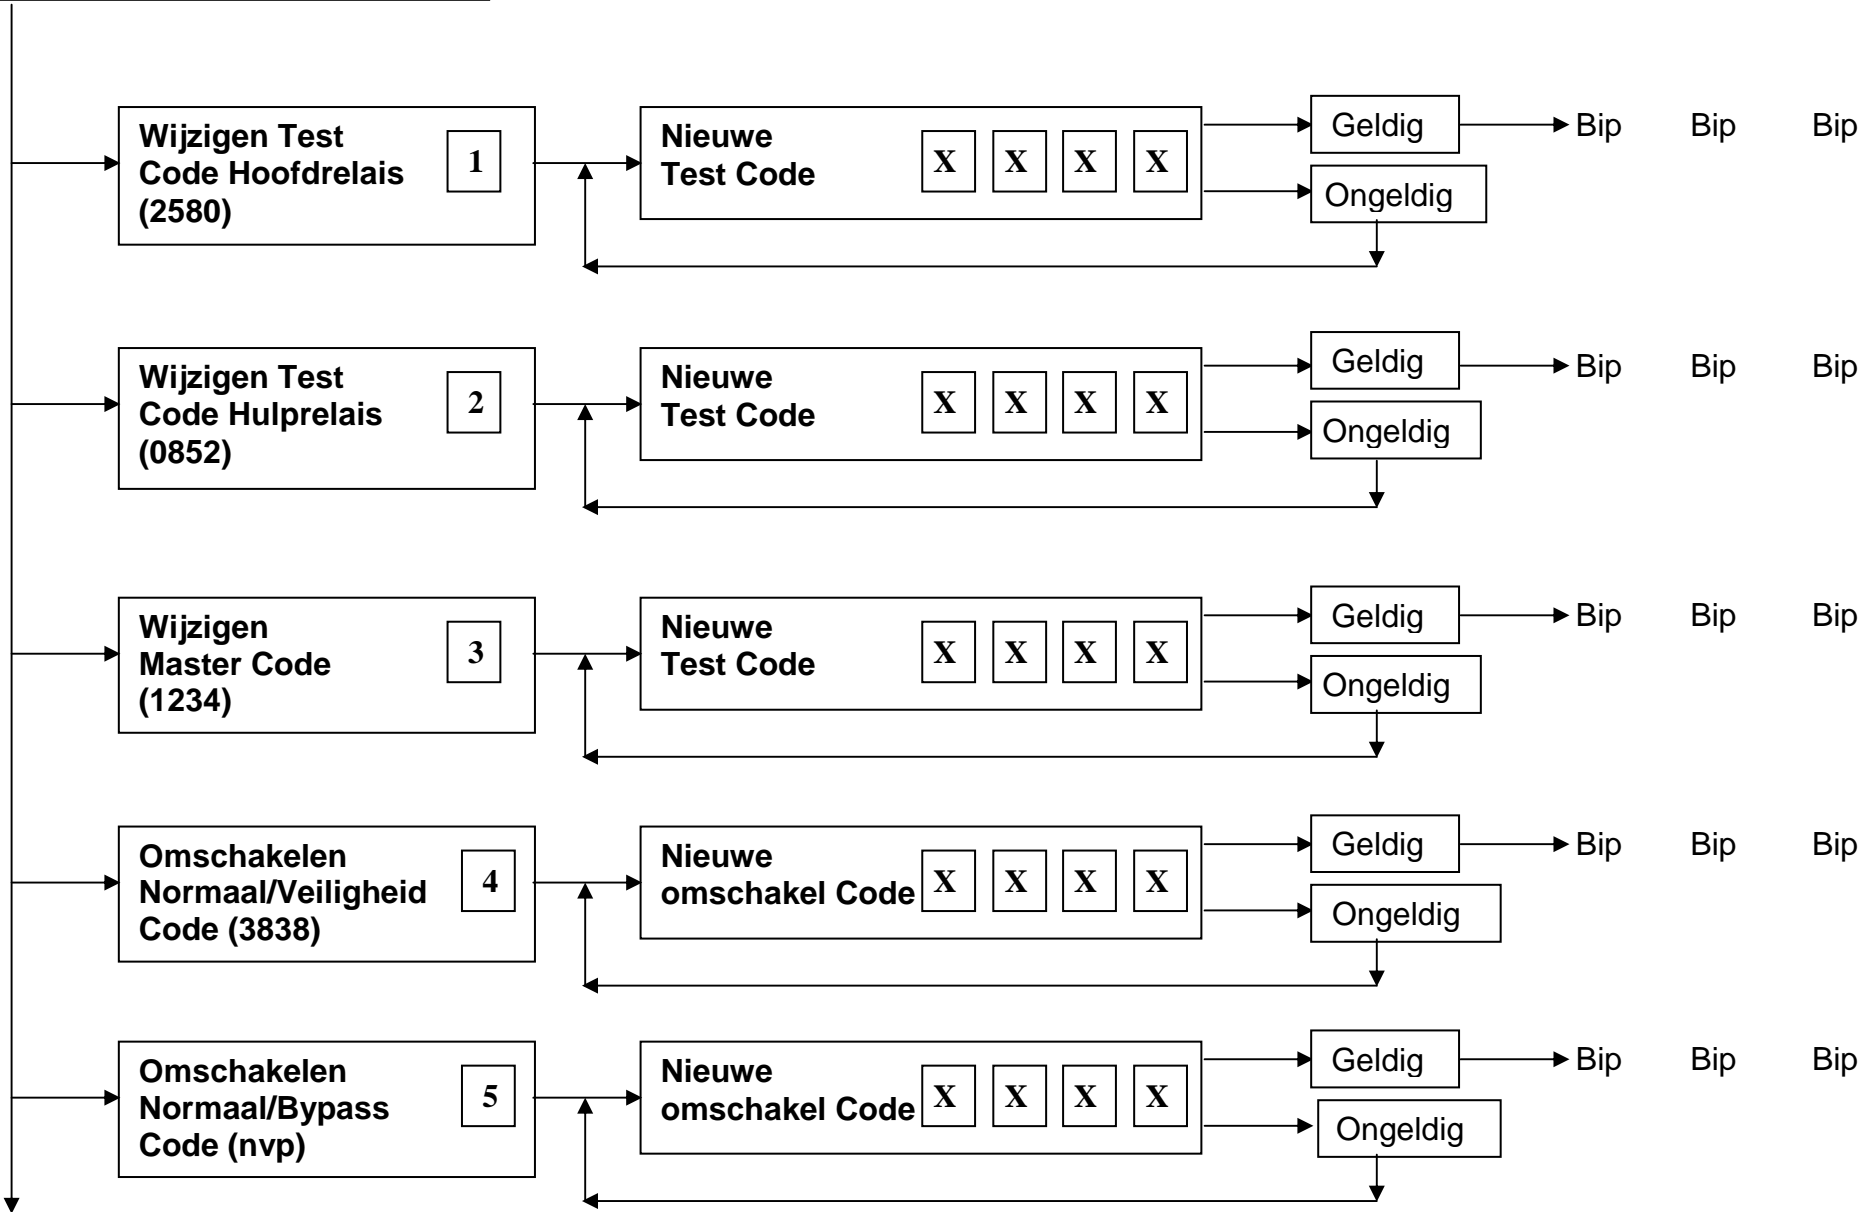 Wijzigen Test
Code Hoofdrelais
(2580)
1
Nieuwe
Test Code
X X X X
Geldig
Bip Bip Bip
Ongeldig
Wijzigen Test
Code Hulprelais
(0852)
2
Nieuwe
Test Code
X X X X
Geldig
Bip Bip Bip
Ongeldig
Wijzigen
Master Code
(1234)
3
Nieuwe
Test Code
X X X X
Geldig
Bip Bip Bip
Ongeldig
Omschakelen
Normaal/Veiligheid
Code (3838)
4
Nieuwe
omschakel Code
X X X X
Geldig
Bip Bip Bip
Ongeldig
Omschakelen
Normaal/Bypass
Code (nvp)
5
Nieuwe
omschakel Code
X X X X
Geldig
Bip Bip Bip
Ongeldig